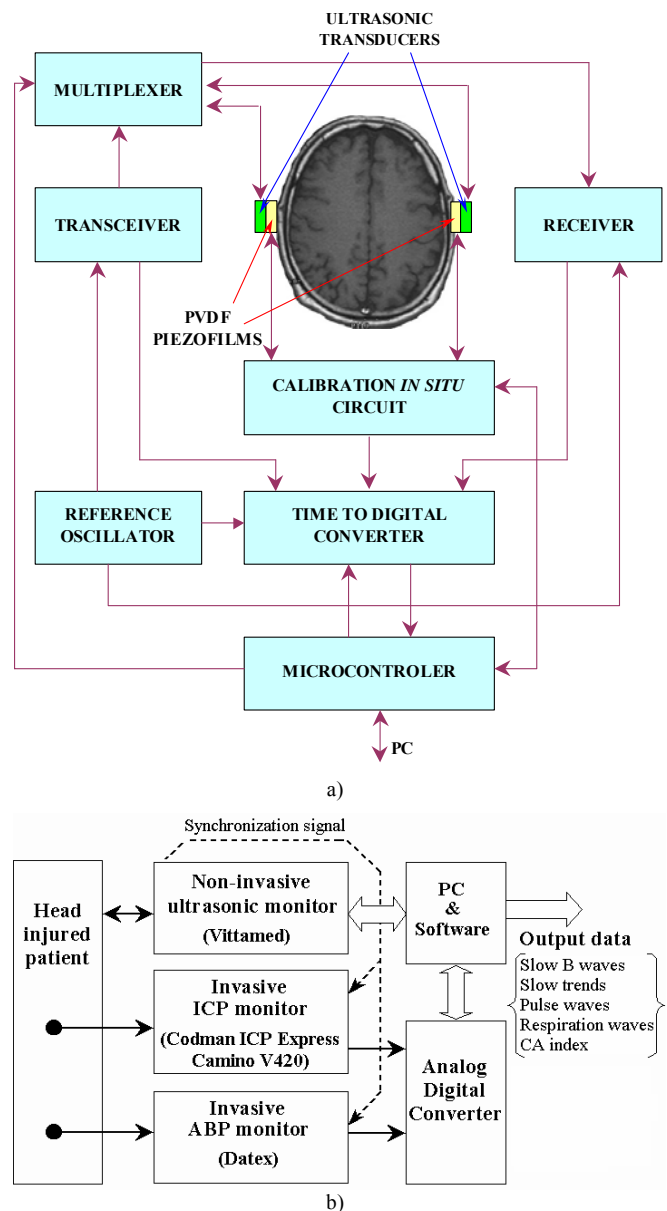 ULTRASONIC
TRANSDUCERS
MULTIPLEXER
TRANSCEIVER
RECEIVER
PVDF
PIEZOFILMS
CALIBRATION IN SITU
CIRCUIT
REFERENCE
OSCILLATOR
TIME TO DIGITAL
CONVERTER
MICROCONTROLER
PC
a)
Synchronization signal
Head
injured
patient
Non-invasive
ultrasonic monitor
(Vittamed)
PC
&
Software
Output data
Slow B waves
Slow trends
Pulse waves
Respiration waves
CA index
Invasive
ICP monitor
(Codman ICP Express
Camino V420)
Analog
Digital
Converter
Invasive
ABP monitor
(Datex)
b)